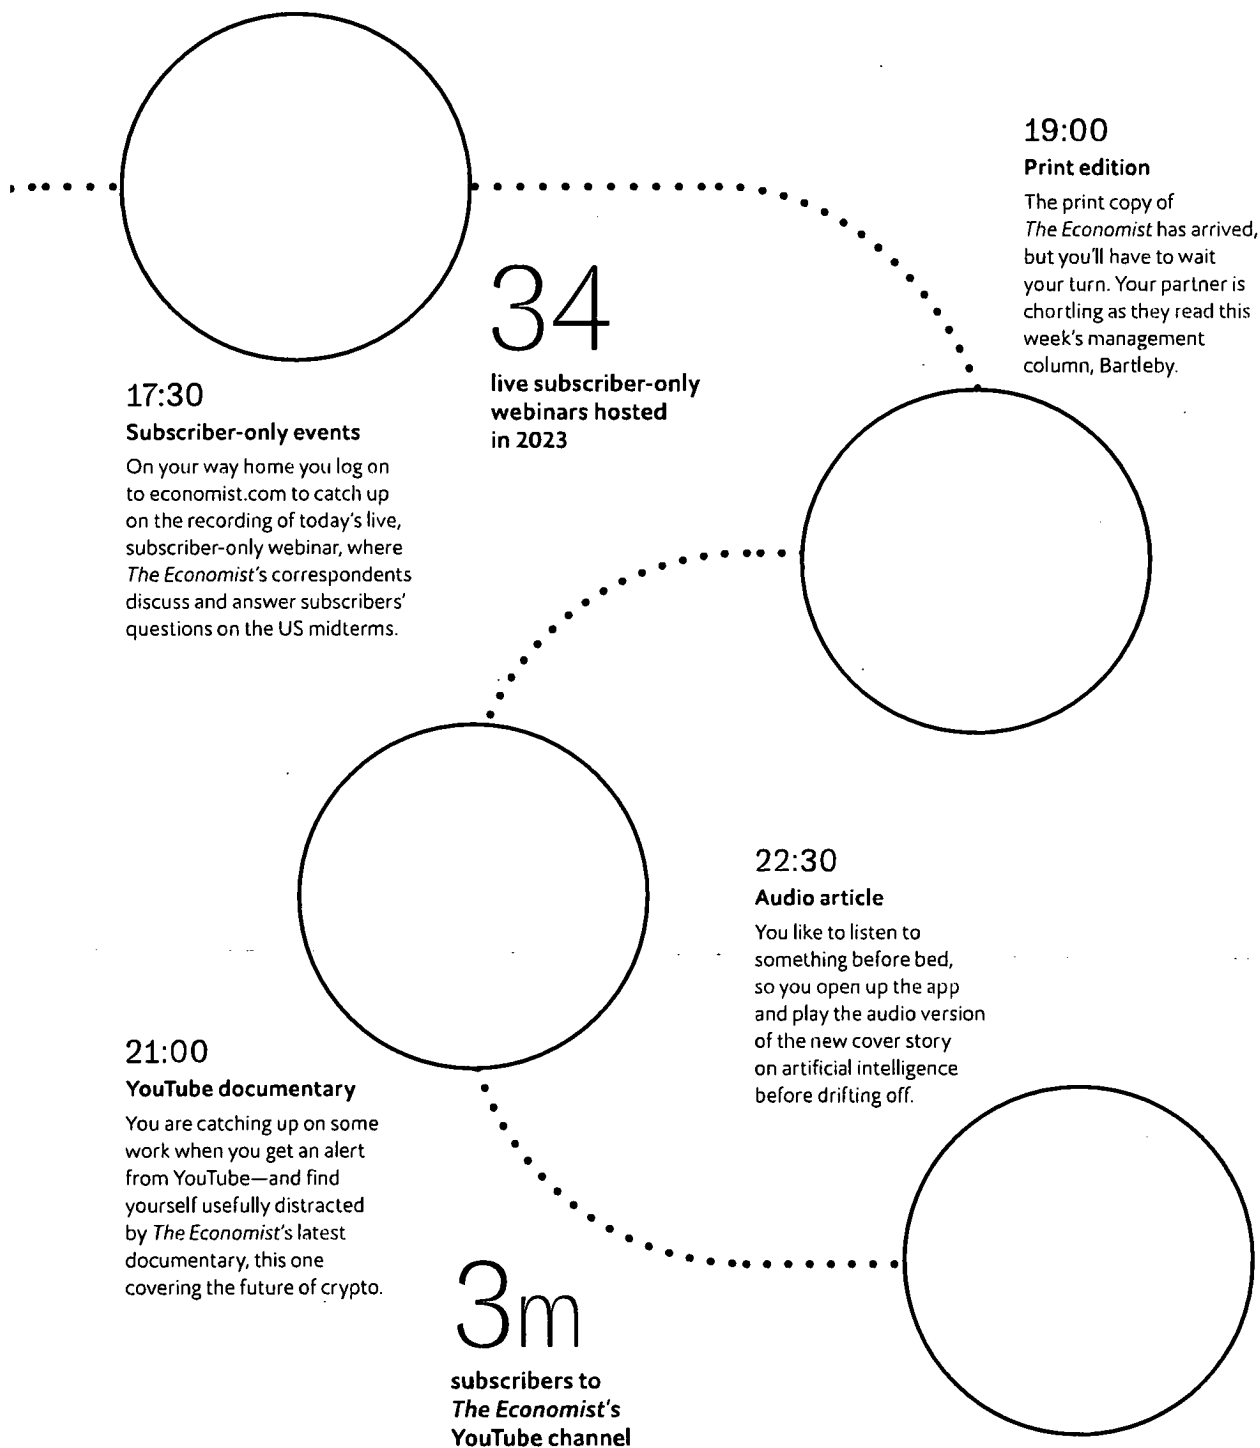 17:30
Subscriber-only events
On your way home you log on
to economist.com to catch up
on the recording of today's live,
subscriber-only webinar, where
The Economist's correspondents
discuss and answer subscribers'
questions on the US midterms.
34
live subscriber-only
webinars hosted
in 2023
19:00
Print edition
The print copy of
The Economist has arrived,
but you'll have to wait
your turn. Your partner is
chortling as they read this
week's management
column, Bartleby.
21:00
YouTube documentary
You are catching up on some
work when you get an alert
from YouTube—and find
yourself usefully distracted
by The Economist's latest
documentary, this one
covering the future of crypto.
3m
subscribers to
The Economist's
YouTube channel
22:30
Audio article
You like to listen to
something before bed,
so you open up the app
and play the audio version
of the new cover story
on artificial intelligence
before drifting off.